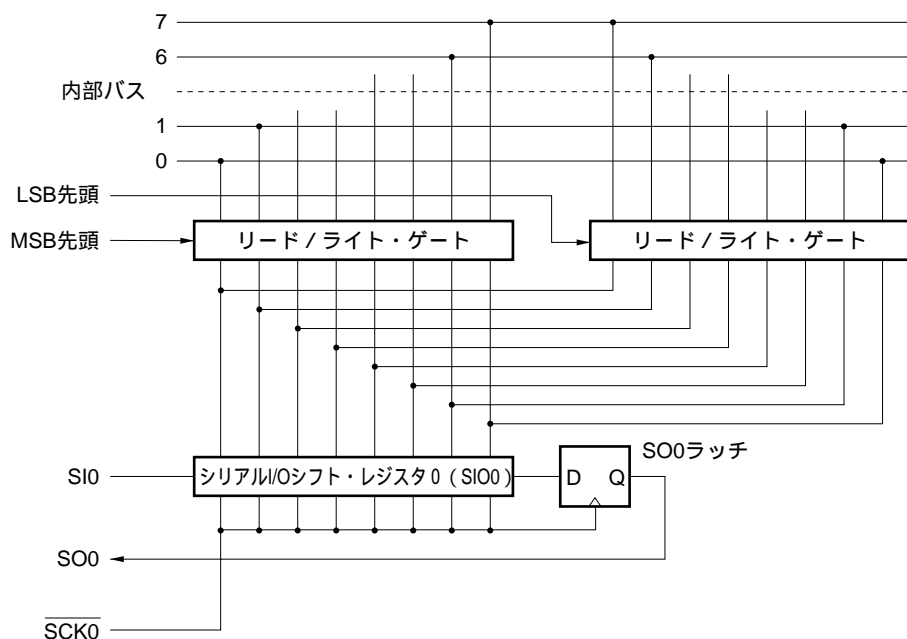 7
6
内部バス
1
0
LSB先頭
MSB先頭
リード/ライト・ゲート
リード/ライト・ゲート
SO0ラッチ
SI0
シリアルI/Oシフト・レジスタ0(SIO0)
D Q
SO0
SCK0